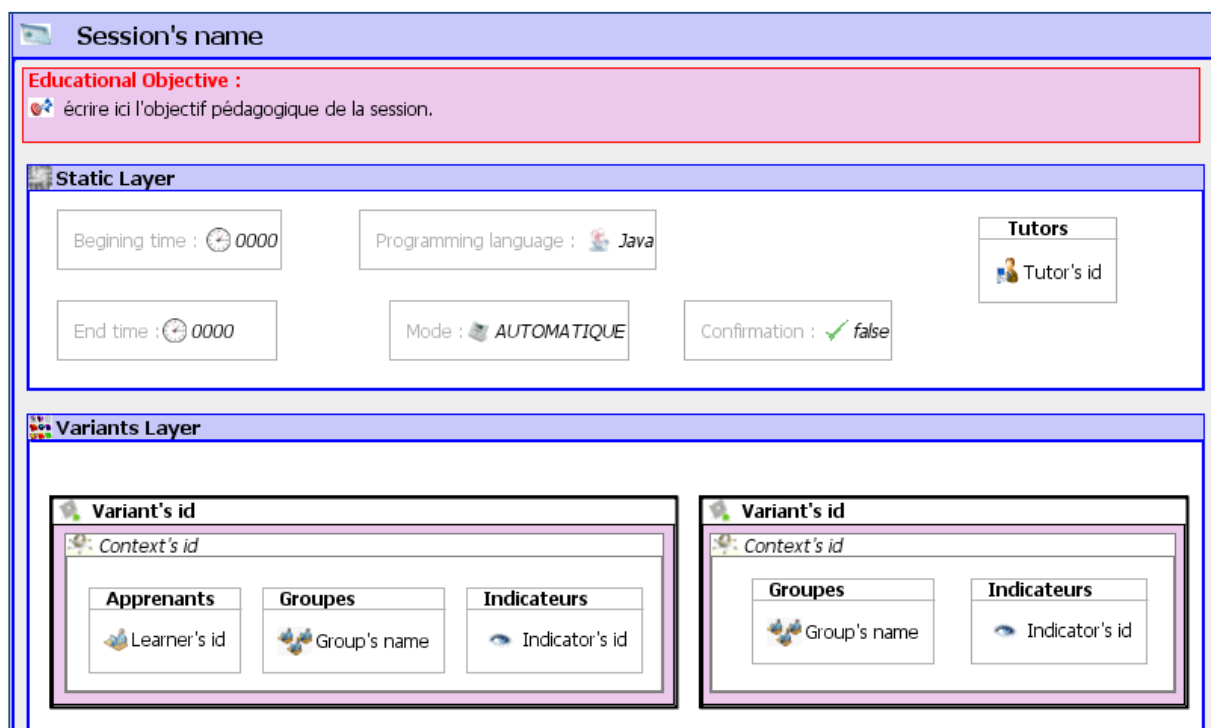 Session's name
Educational Objective :
écrire ici l'objectif pédagogique de la session.
Static Layer
Begining time : 0000
Programming language : Java
Tutors
Tutor's id
End time : 0000
Mode : AUTOMATIQUE
Confirmation : false
Variants Layer
Variant's id
Context's id
Apprenants
Learner's id
Groupes
Group's name
Indicateurs
Indicator's id
Variant's id
Context's id
Groupes
Group's name
Indicateurs
Indicator's id